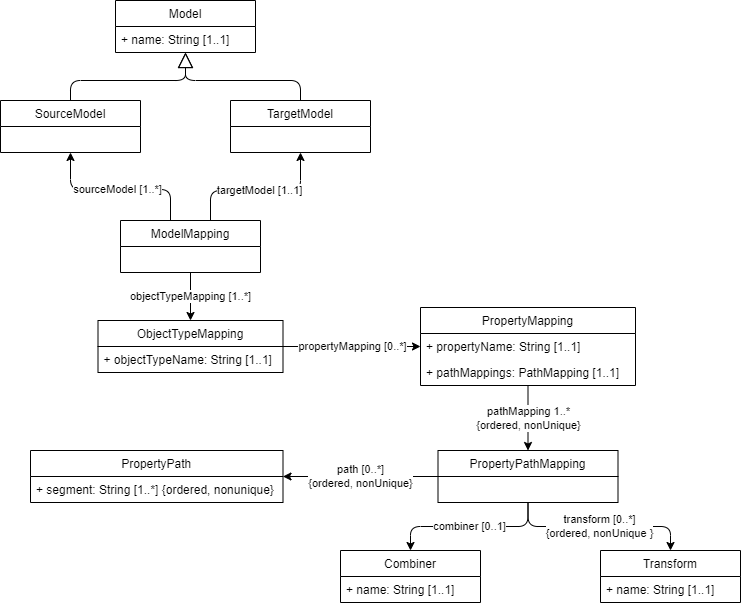 Model
+ name: String [1..1]
SourceModel
TargetModel
sourceModel [1..*]
targetModel [1..1]
ModelMapping
objectTypeMapping [1..*]
ObjectTypeMapping
+ objectTypeName: String [1..1]
propertyMapping [0..*]
PropertyMapping
+ propertyName: String [1..1]
+ pathMappings: PathMapping [1..1]
pathMapping 1..*
{ordered, nonUnique}
PropertyPath
+ segment: String [1..*] {ordered, nonunique}
path [0..*]
{ordered, nonUnique}
PropertyPathMapping
combiner [0..1]
transform [0..*]
{ordered, nonUnique }
Combiner
+ name: String [1..1]
Transform
+ name: String [1..1]